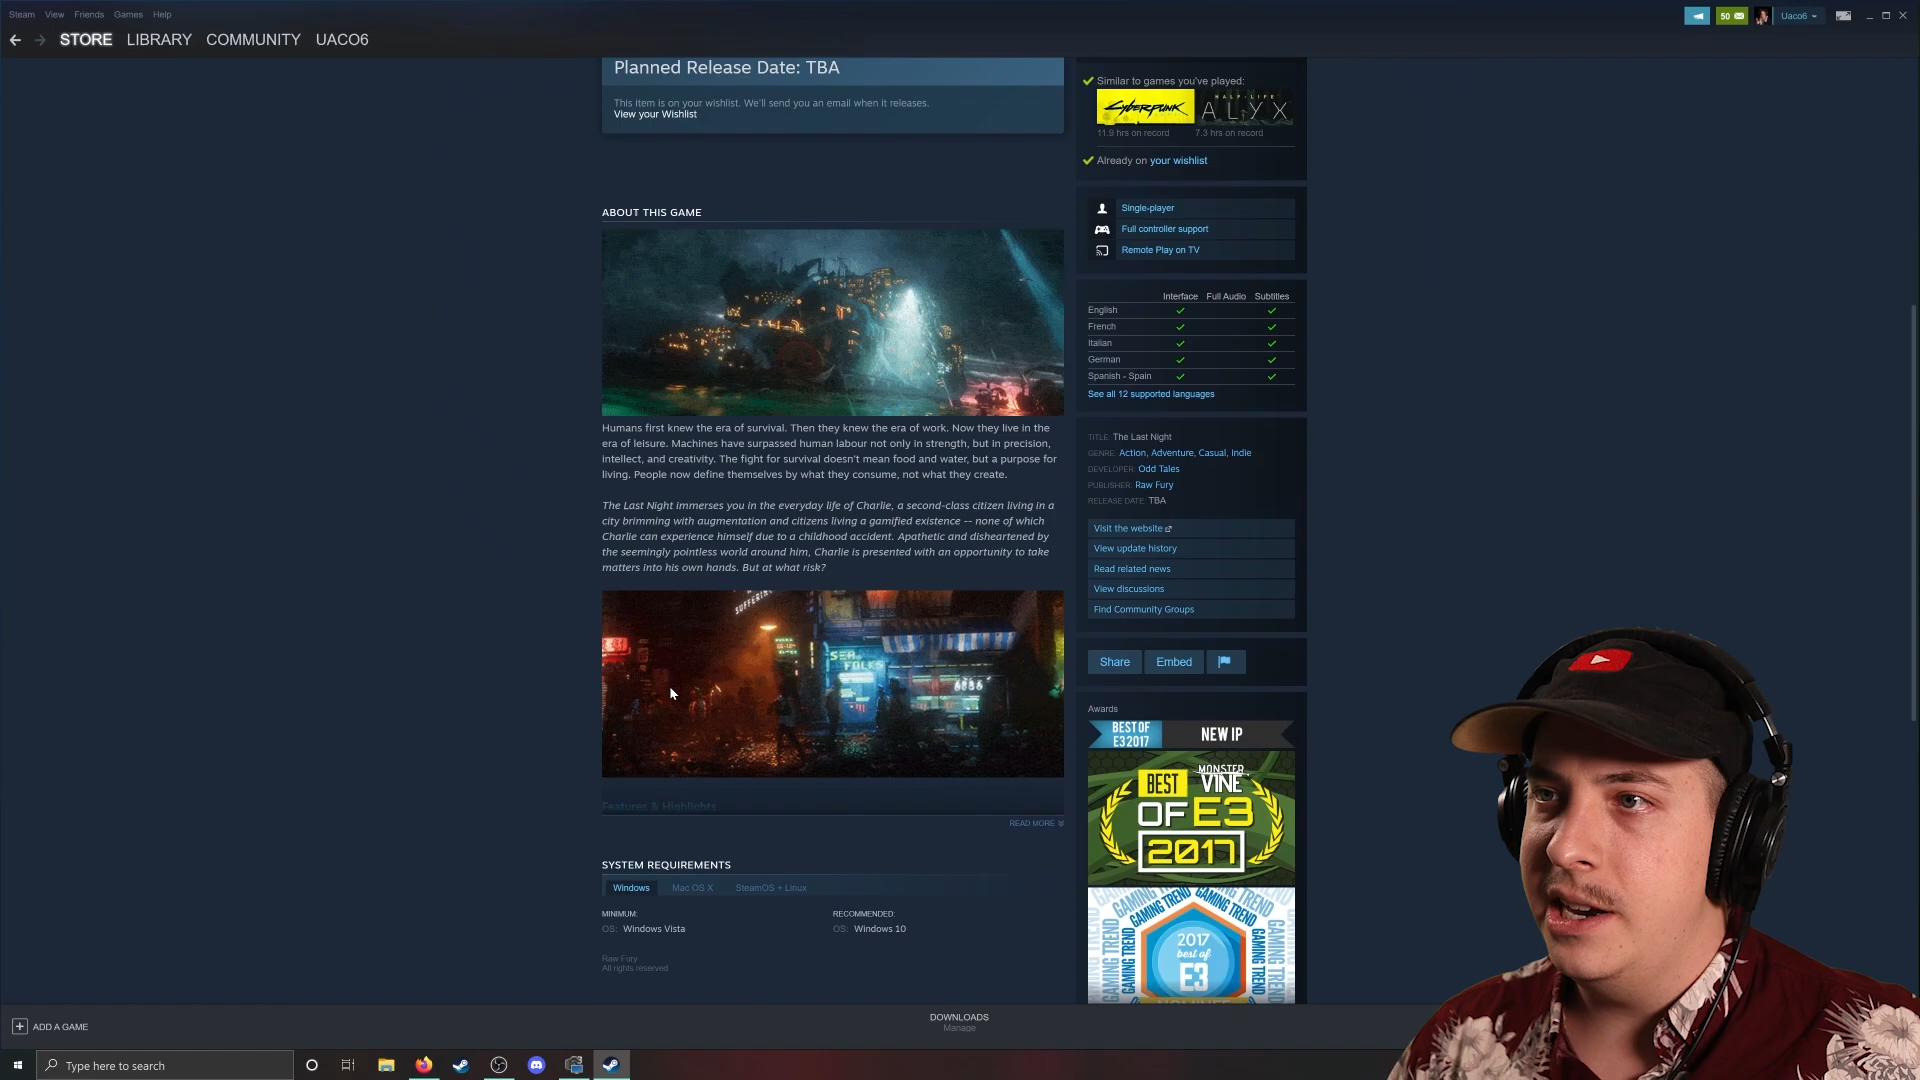 Steam View Friends Games Help
50 Uaco6
STORE LIBRARY COMMUNITY UACO6
Planned Release Date: TBA
This item is on your wishlist. We'll send you an email when it releases.
View your Wishlist
ABOUT THIS GAME
Humans first knew the era of survival. Then they knew the era of work. Now they live in the
era of leisure. Machines have surpassed human labour not only in strength, but in precision,
intellect, and creativity. The fight for survival doesn't mean food and water, but a purpose for
living. People now define themselves by what they consume, not what they create.
The Last Night immerses you in the everyday life of Charlie, a second-class citizen living in a
city brimming with augmentation and citizens living a gamified existence -- none of which
Charlie can experience himself due to a childhood accident. Apathetic and disheartened by
the seemingly pointless world around him, Charlie is presented with an opportunity to take
matters into his own hands. But at what risk?
SUFFERING
SEA
FOLKS
Features & Highlights
READ MORE
SYSTEM REQUIREMENTS
Windows Mac OS X SteamOS + Linux
MINIMUM: RECOMMENDED:
OS: Windows Vista OS: Windows 10
Raw Fury
All rights reserved
Similar to games you've played:
Cyberpunk HALF-LIFE
ALYX
11.9 hrs on record 7.3 hrs on record
Already on your wishlist
Single-player
Full controller support
Remote Play on TV
Interface Full Audio Subtitles
English
French
Italian
German
Spanish - Spain
See all 12 supported languages
TITLE: The Last Night
GENRE: Action, Adventure, Casual, Indie
DEVELOPER: Odd Tales
PUBLISHER: Raw Fury
RELEASE DATE: TBA
Visit the website
View update history
Read related news
View discussions
Find Community Groups
Share Embed
Awards
BEST OF
E3 2017 NEW IP
MONSTER
BEST VINE
OF E3
2017
GAMING TREND
2017
best of
E3
NOMINEE
ADD A GAME
DOWNLOADS
Manage
Type here to search